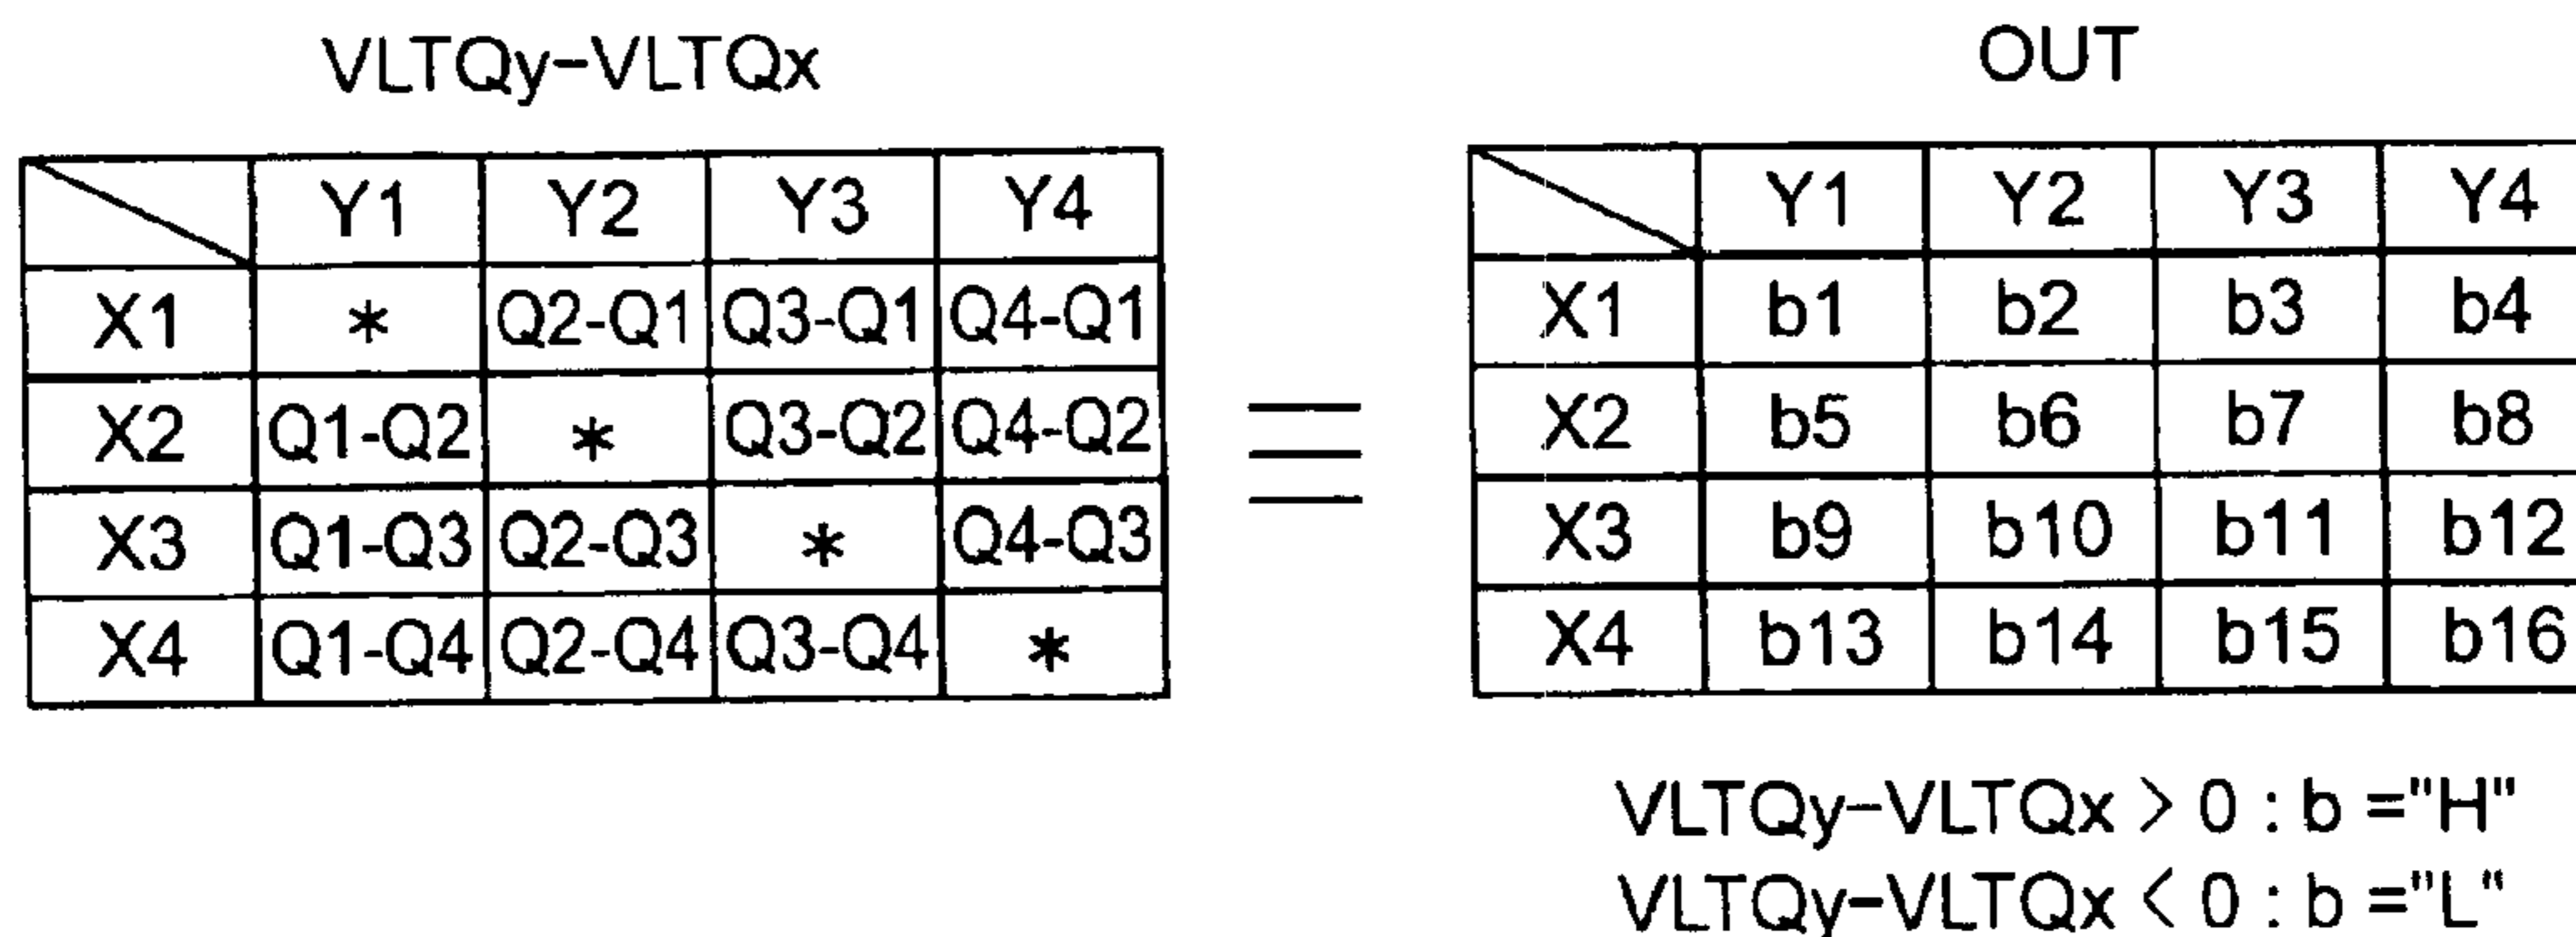 VLTQy-VLTQx
Y1 Y2 Y3 Y4
X1 * Q2-Q1 Q3-Q1 Q4-Q1
X2 Q1-Q2 * Q3-Q2 Q4-Q2
X3 Q1-Q3 Q2-Q3 * Q4-Q3
X4 Q1-Q4 Q2-Q4 Q3-Q4 *
≡
OUT
Y1 Y2 Y3 Y4
X1 b1 b2 b3 b4
X2 b5 b6 b7 b8
X3 b9 b10 b11 b12
X4 b13 b14 b15 b16
VLTQy-VLTQx > 0 : b ="H"
VLTQy-VLTQx < 0 : b ="L"